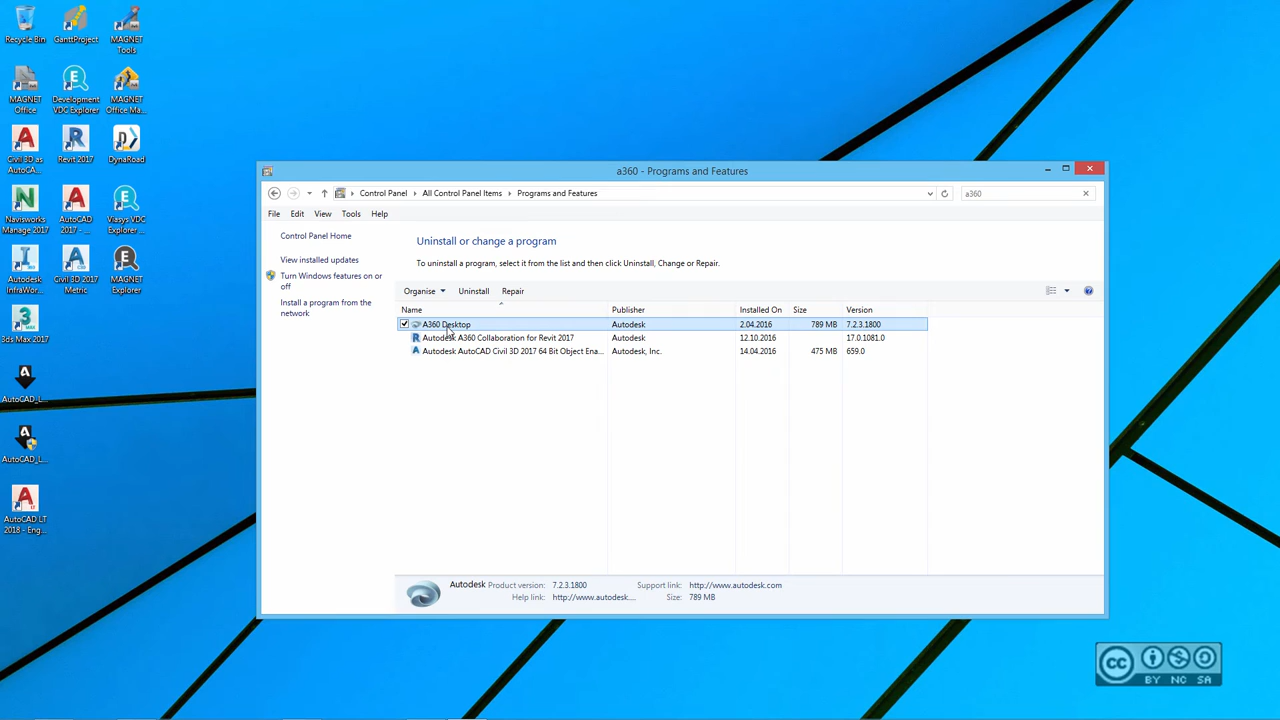 Recycle Bin
GanttProject
MAGNET
Tools
MAGNET
Office
Development
VDC Explorer
MAGNET
Office Ma...
Civil 3D as
AutoCA...
Revit 2017
DynaRoad
Navisworks
Manage 2017
AutoCAD
2017 - ...
Viasys VDC
Explorer ...
Autodesk
InfraWor...
Civil 3D 2017
Metric
MAGNET
Explorer
3ds Max 2017
AutoCAD_L...
AutoCAD_L...
AutoCAD LT
2018 - Eng...
a360 - Programs and Features
Control Panel
All Control Panel Items
Programs and Features
a360
File Edit View Tools Help
Control Panel Home
View installed updates
Turn Windows features on or
off
Install a program from the
network
Uninstall or change a program
To uninstall a program, select it from the list and then click Uninstall, Change or Repair.
Organise Uninstall Repair
Name Publisher Installed On Size Version
A360 Desktop Autodesk 2.04.2016 789 MB 7.2.3.1800
Autodesk A360 Collaboration for Revit 2017 Autodesk 12.10.2016 17.0.1081.0
Autodesk AutoCAD Civil 3D 2017 64 Bit Object Ena... Autodesk, Inc. 14.04.2016 475 MB 659.0
Autodesk Product version: 7.2.3.1800 Support link: http://www.autodesk.com
Help link: http://www.autodesk.... Size: 789 MB
CC
BY NC SA